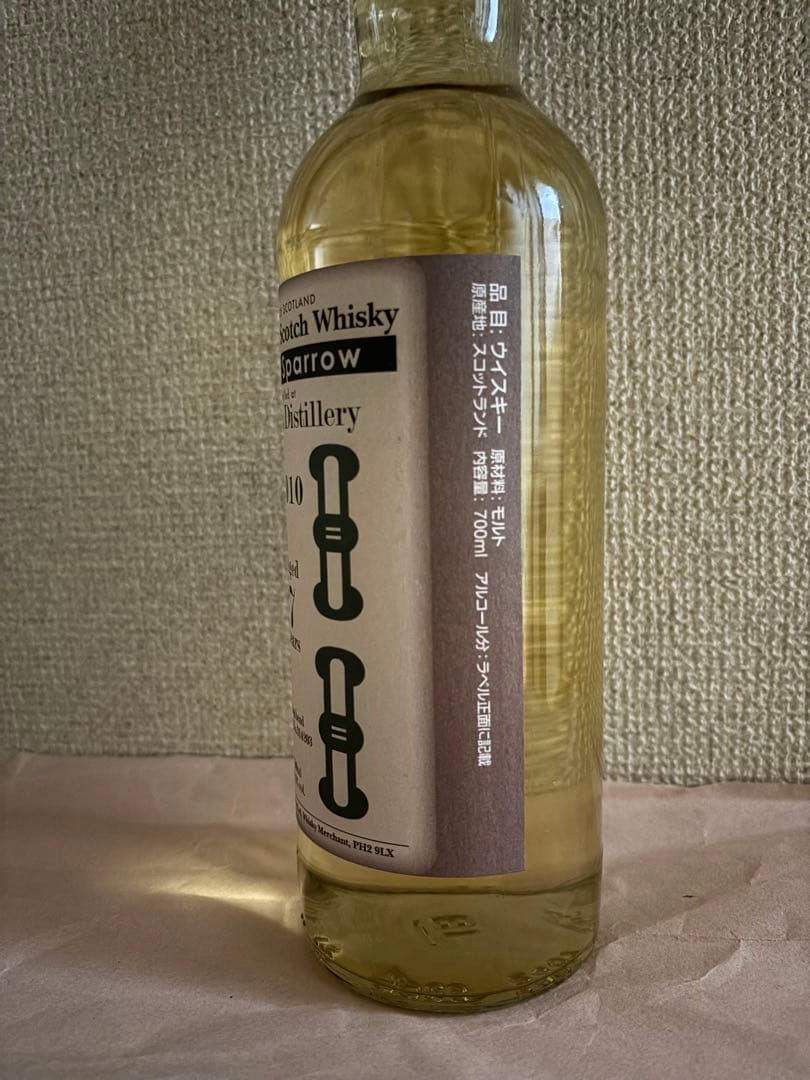 SCOTLAND
Scotch Whisky
Sparrow
at
Distillery
Whisky Merchant, PH2 9LX
品 目：ウイスキー　原材料：モルト
原産地：スコットランド　内容量：700ml　アルコール分：ラベル正面に記載